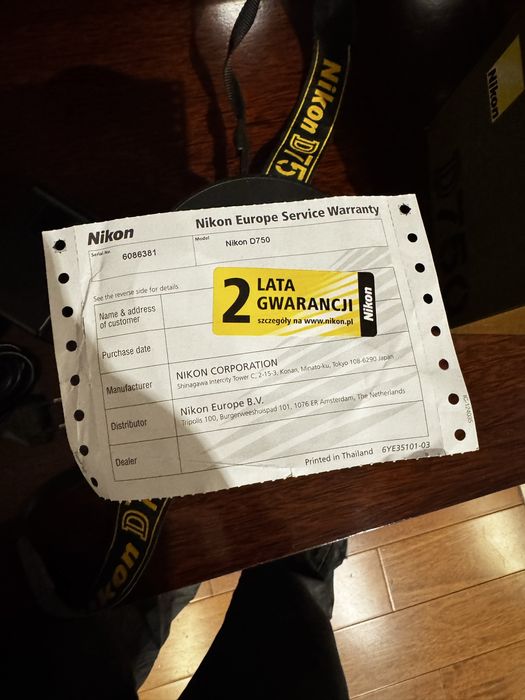 Nikon D75
Nikon
D750
Nikon
Nikon Europe Service Warranty
Serial No. 6086381
Model Nikon D750
See the reverse side for details
2 LATA
GWARANCJI
szczegóły na www.nikon.pl
Nikon
Name & address
of customer
Purchase date
Manufacturer
NIKON CORPORATION
Shinagawa Intercity Tower C, 2-15-3, Konan, Minato-ku, Tokyo 108-6290 Japan
Distributor
Nikon Europe B.V.
Tripolis 100, Burgerweeshuispad 101, 1076 ER Amsterdam, The Netherlands
Dealer
Printed in Thailand 6YE35101-03
kon D